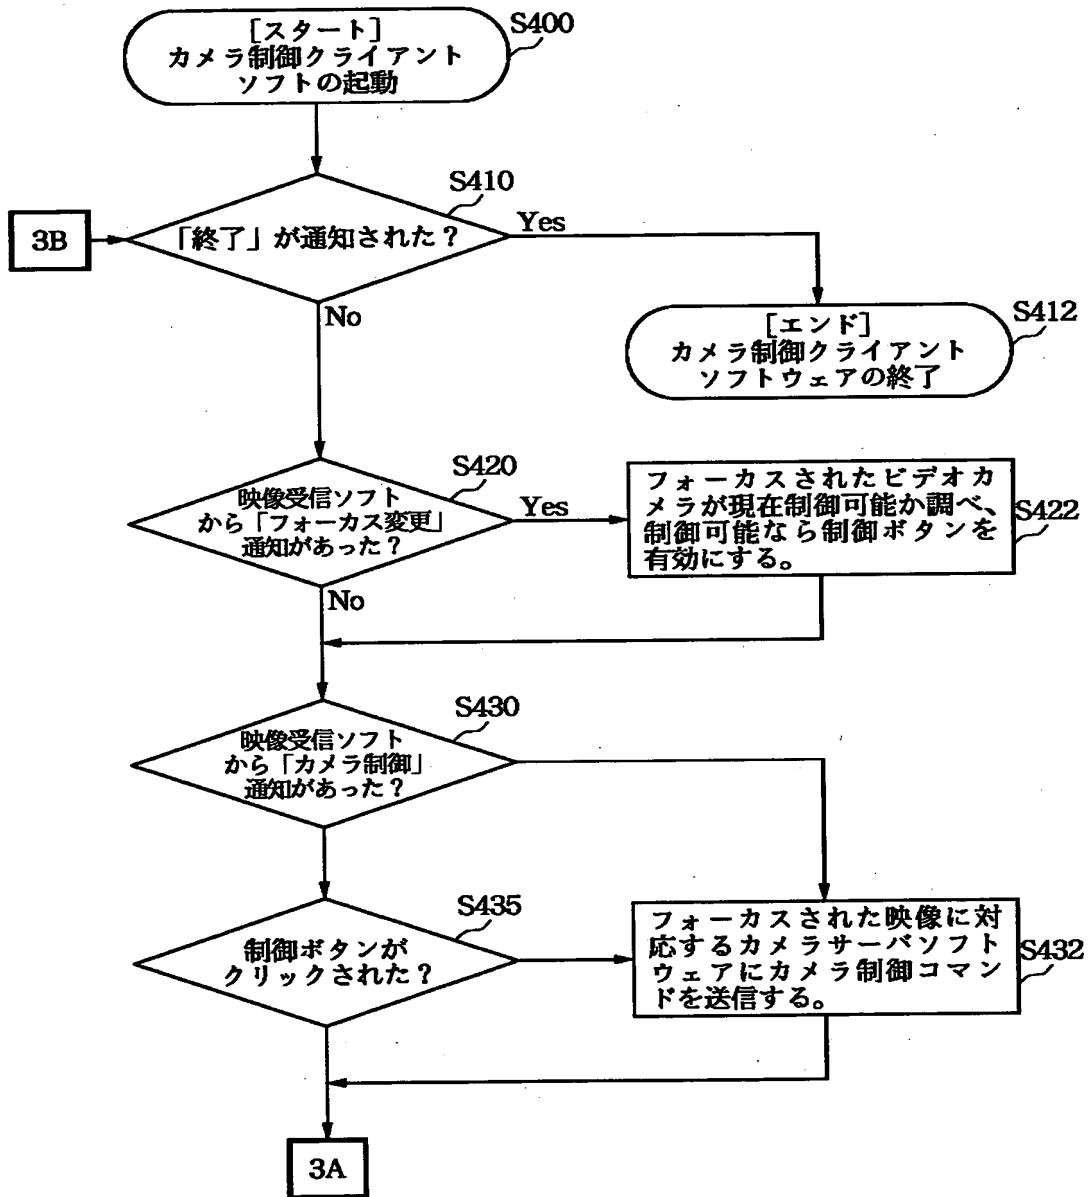 [スタート]
カメラ制御クライアント
ソフトの起動
S400
S410
3B
「終了」が通知された？
Yes
No
[エンド]
カメラ制御クライアント
ソフトウェアの終了
S412
S420
映像受信ソフト
から「フォーカス変更」
通知があった？
Yes
No
フォーカスされたビデオカ
メラが現在制御可能か調べ、
制御可能なら制御ボタンを
有効にする。
S422
S430
映像受信ソフト
から「カメラ制御」
通知があった？
S435
制御ボタンが
クリックされた？
フォーカスされた映像に対
応するカメラサーバソフト
ウェアにカメラ制御コマン
ドを送信する。
S432
3A